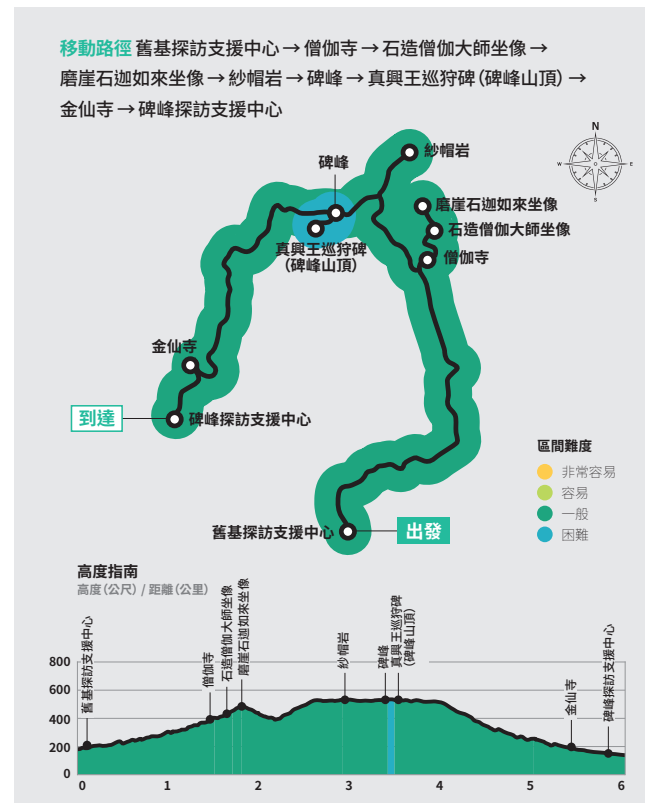 移動路徑 舊基探訪支援中心 → 僧伽寺 → 石造僧伽大師坐像 →
磨崖石迦如來坐像 → 紗帽岩 → 碑峰 → 真興王巡狩碑 (碑峰山頂) →
金仙寺 → 碑峰探訪支援中心
N
W
E
S
紗帽岩
碑峰
磨崖石迦如來坐像
石造僧伽大師坐像
真興王巡狩碑
(碑峰山頂)
僧伽寺
金仙寺
到達
碑峰探訪支援中心
舊基探訪支援中心
出發
區間難度
非常容易
容易
一般
困難
高度指南
高度 (公尺) / 距離 (公里)
舊基探訪支援中心
僧伽寺
石造僧伽大師坐像
磨崖石迦如來坐像
紗帽岩
碑峰
真興王巡狩碑
(碑峰山頂)
金仙寺
碑峰探訪支援中心
800
600
400
200
0
0 1 2 3 4 5 6